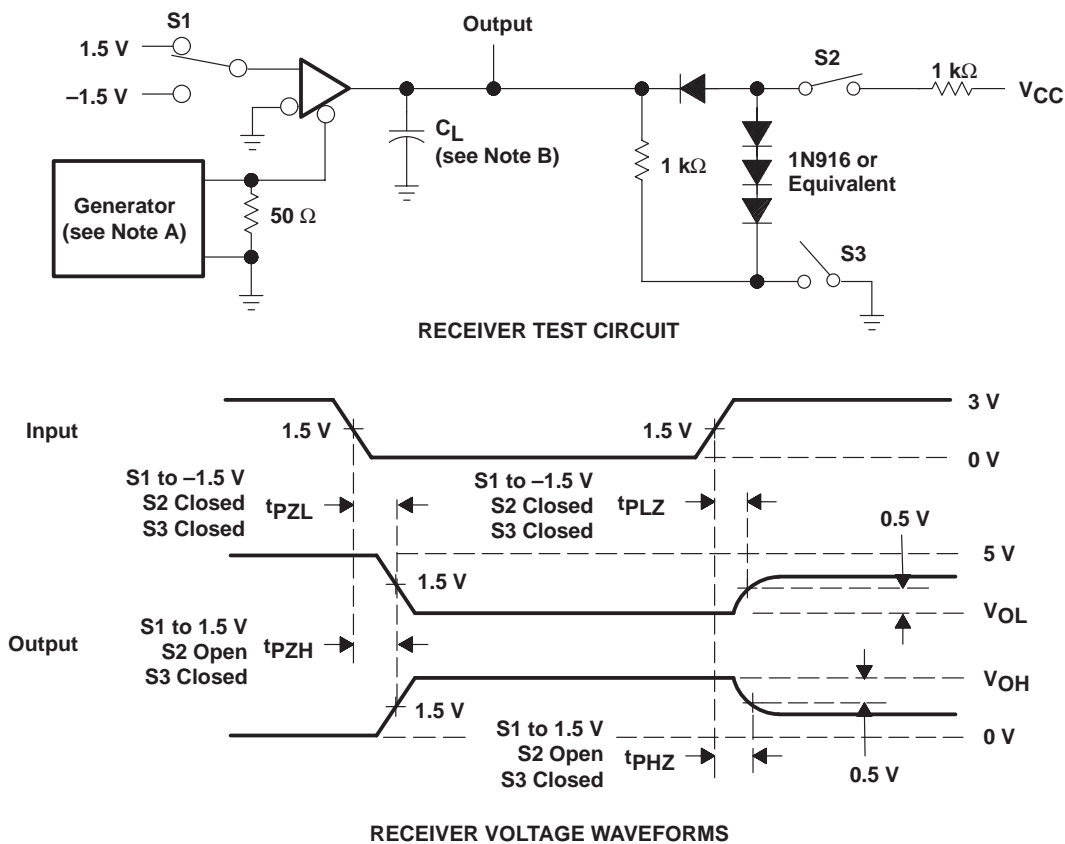 S1
Output
1.5 V
S2
1 kΩ
–1.5 V
VCC
CL
(see Note B)
1 kΩ
1N916 or
Equivalent
Generator
(see Note A)
50 Ω
S3
RECEIVER TEST CIRCUIT
3 V
Input
1.5 V
1.5 V
0 V
S1 to –1.5 V
S2 Closed
S3 Closed
tPZL
S1 to –1.5 V
S2 Closed
S3 Closed
tPLZ
0.5 V
5 V
1.5 V
VOL
Output
S1 to 1.5 V
S2 Open
S3 Closed
tPZH
VOH
1.5 V
S1 to 1.5 V
S2 Open
S3 Closed
tPHZ
0 V
0.5 V
RECEIVER VOLTAGE WAVEFORMS